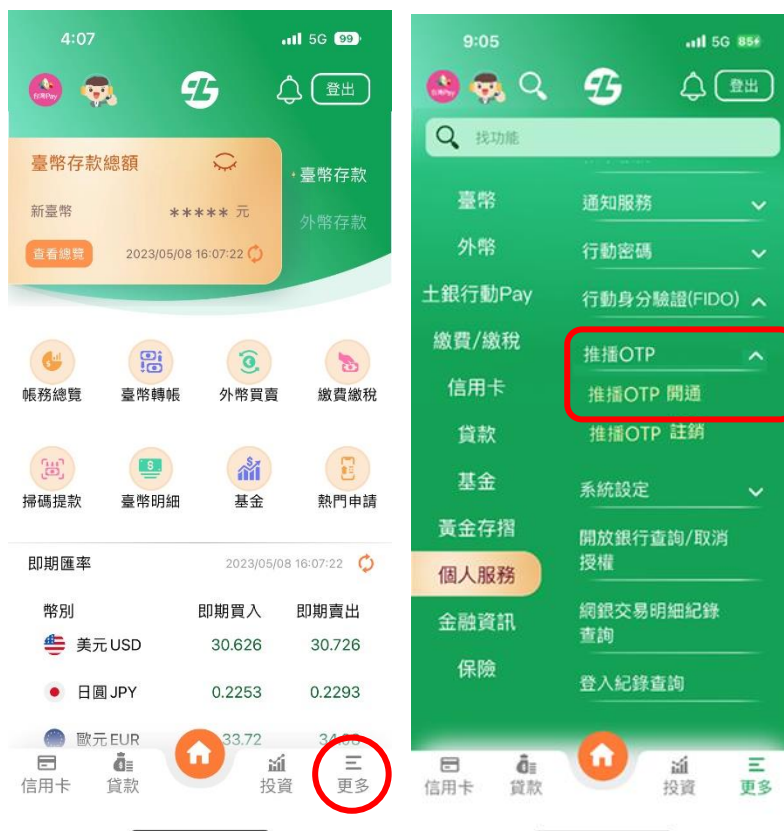 4:07
5G 99
台灣Pay
登出
臺幣存款總額
臺幣存款
新臺幣 ***** 元
外幣存款
查看總覽 2023/05/08 16:07:22
帳務總覽 臺幣轉帳 外幣買賣 繳費繳稅
掃碼提款 臺幣明細 基金 熱門申請
即期匯率 2023/05/08 16:07:22
幣別 即期買入 即期賣出
美元 USD 30.626 30.726
日圓 JPY 0.2253 0.2293
歐元 EUR 33.72
信用卡 貸款 投資 更多
9:05
5G 85
台灣Pay
登出
找功能
臺幣
外幣
土銀行動Pay
繳費/繳稅
信用卡
貸款
基金
黃金存摺
個人服務
金融資訊
保險
通知服務
行動密碼
行動身分驗證(FIDO)
推播OTP
推播OTP 開通
推播OTP 註銷
系統設定
開放銀行查詢/取消
授權
網銀交易明細紀錄
查詢
登入紀錄查詢
信用卡 貸款 投資 更多